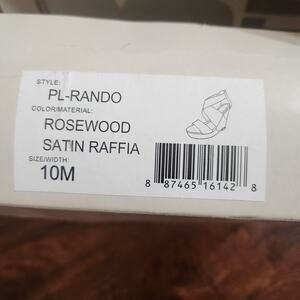 STYLE:
PL-RANDO
COLOR/MATERIAL:
ROSEWOOD
SATIN RAFFIA
SIZE/WIDTH:
10M
8 87465 16142 8